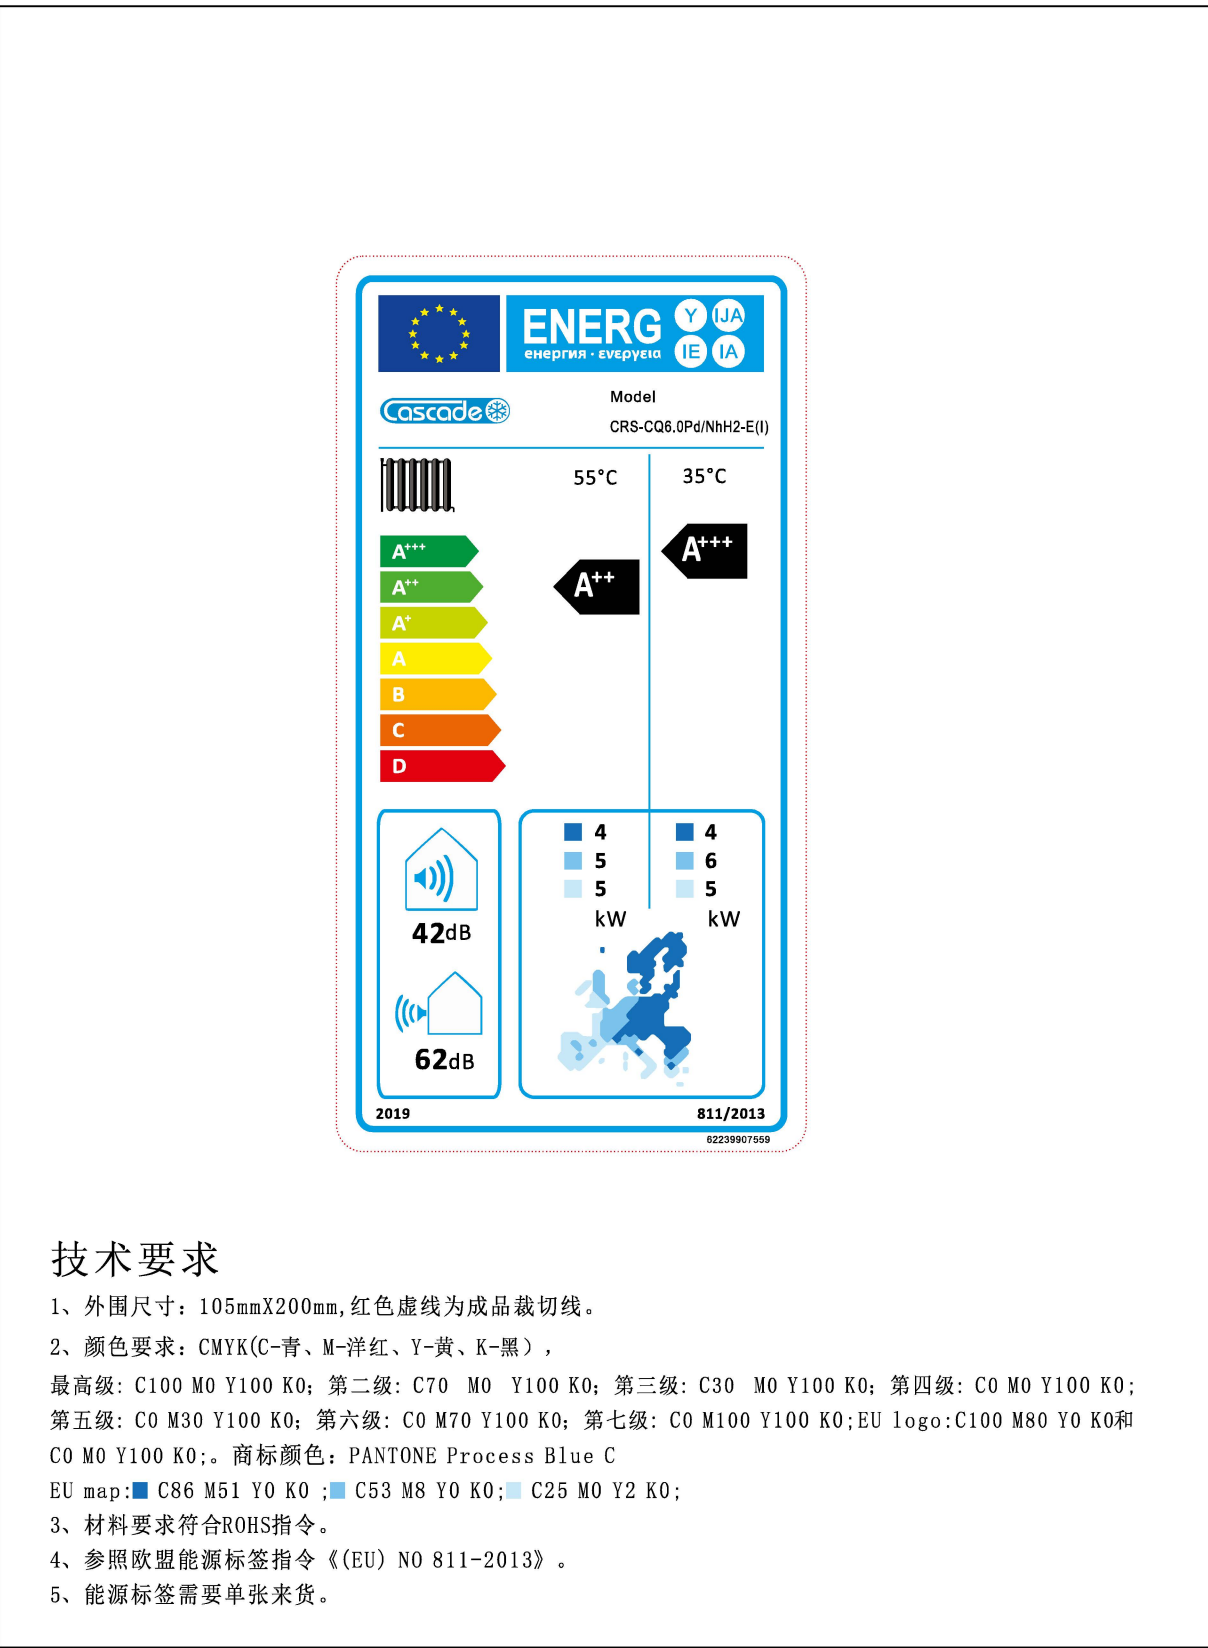 ENERG
Y IJA
IE IA
енергия · ενεργεια
Cascade
Model
CRS-CQ6.0Pd/NhH2-E(I)
55°C 35°C
A+++
A++
A+
A
B
C
D
A++
A+++
4 4
5 6
5 5
kW kW
42dB
62dB
2019 811/2013
62239907559
技术要求
1、外围尺寸：105mmX200mm,红色虚线为成品裁切线。
2、颜色要求：CMYK(C-青、M-洋红、Y-黄、K-黑），
最高级: C100 M0 Y100 K0; 第二级: C70 M0 Y100 K0; 第三级: C30 M0 Y100 K0; 第四级: C0 M0 Y100 K0;
第五级: C0 M30 Y100 K0; 第六级: C0 M70 Y100 K0; 第七级: C0 M100 Y100 K0;EU logo:C100 M80 Y0 K0和
C0 M0 Y100 K0;。商标颜色：PANTONE Process Blue C
EU map: C86 M51 Y0 K0 ; C53 M8 Y0 K0; C25 M0 Y2 K0;
3、材料要求符合ROHS指令。
4、参照欧盟能源标签指令《(EU) NO 811-2013》。
5、能源标签需要单张来货。